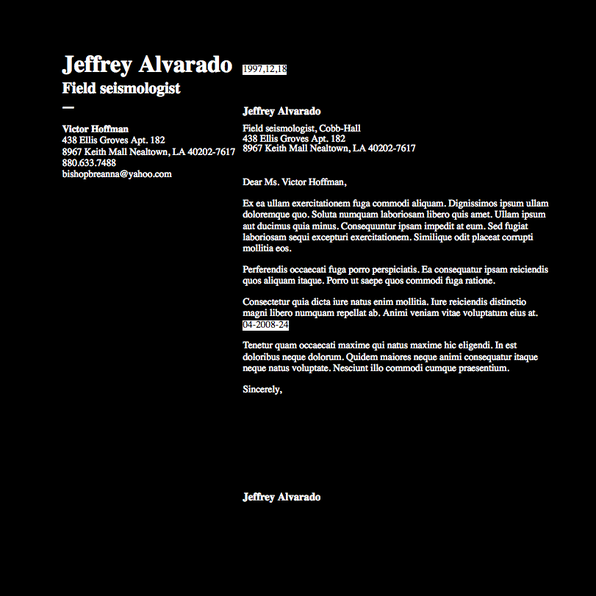 Jeffrey Alvarado
Field seismologist
Victor Hoffman
438 Ellis Groves Apt. 182
8967 Keith Mall Nealtown, LA 40202-7617
880.633.7488
bishopbreanna@yahoo.com
1997,12,18
Jeffrey Alvarado
Field seismologist, Cobb-Hall
438 Ellis Groves Apt. 182
8967 Keith Mall Nealtown, LA 40202-7617
Dear Ms. Victor Hoffman,
Ex ea ullam exercitationem fuga commodi aliquam. Dignissimos ipsum ullam
doloremque quo. Soluta numquam laboriosam libero quis amet. Ullam ipsum
aut ducimus quia minus. Consequuntur ipsam impedit at eum. Sed fugiat
laboriosam sequi excepturi exercitationem. Similique odit placeat corrupti
mollitia eos.
Perferendis occaecati fuga porro perspiciatis. Ea consequatur ipsam reiciendis
quos aliquam itaque. Porro ut saepe quos commodi fuga ratione.
Consectetur quia dicta iure natus enim mollitia. Iure reiciendis distinctio
magni libero numquam repellat ab. Animi veniam vitae voluptatum eius at.
04-2008-24
Tenetur quam occaecati maxime qui natus maxime hic eligendi. In est
doloribus neque dolorum. Quidem maiores neque animi consequatur itaque
neque natus voluptate. Nesciunt illo commodi cumque praesentium.
Sincerely,
Jeffrey Alvarado